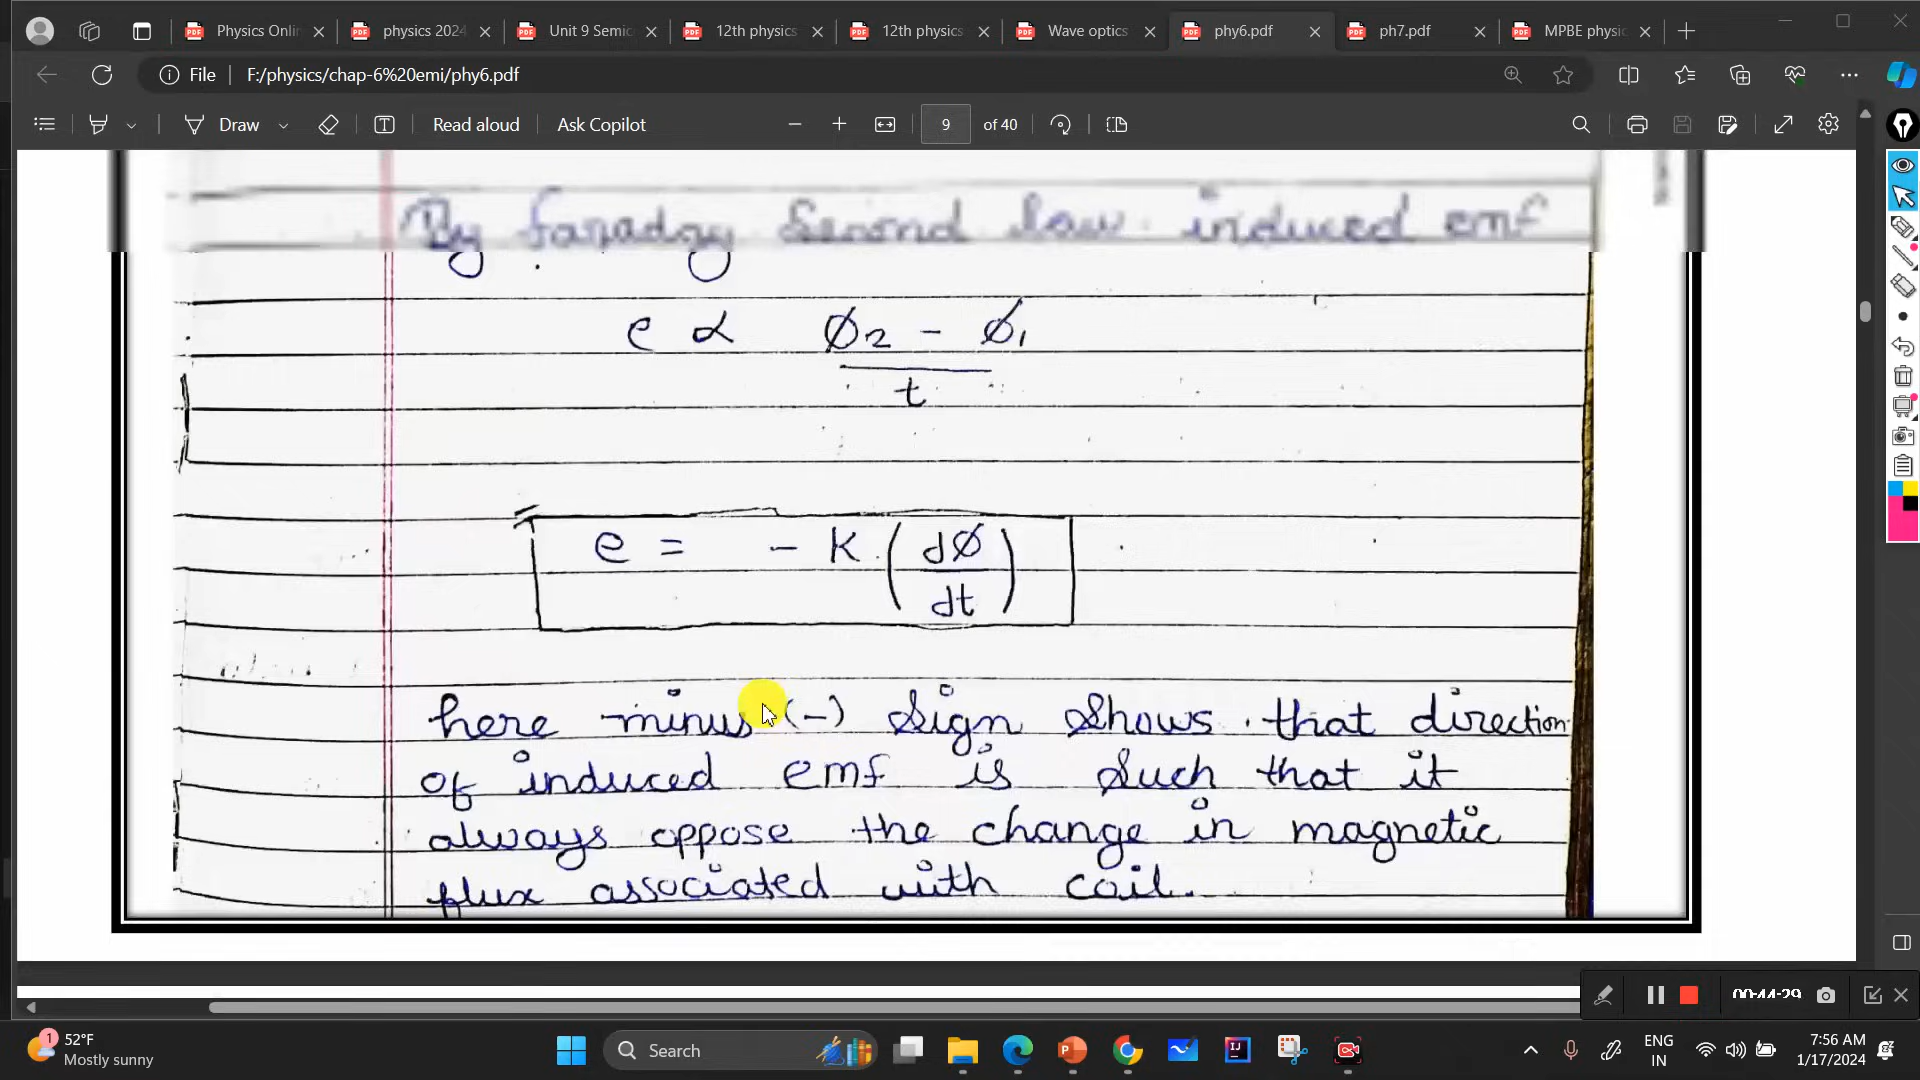 Physics Onli
physics 2024
Unit 9 Semic
12th physics
12th physics
Wave optics
phy6.pdf
ph7.pdf
MPBE physic
File F:/physics/chap-6%20emi/phy6.pdf
Draw
Read aloud
Ask Copilot
9 of 40
By faraday Second law induced emf
e ∝ Ø2 - Ø1
t
e = - K (dØ
dt)
here minus (-) Sign Shows that direction
of induced emf is such that it
always oppose the change in magnetic
flux associated with coil.
00:44:29
1
52°F
Mostly sunny
Search
ENG
IN
7:56 AM
1/17/2024